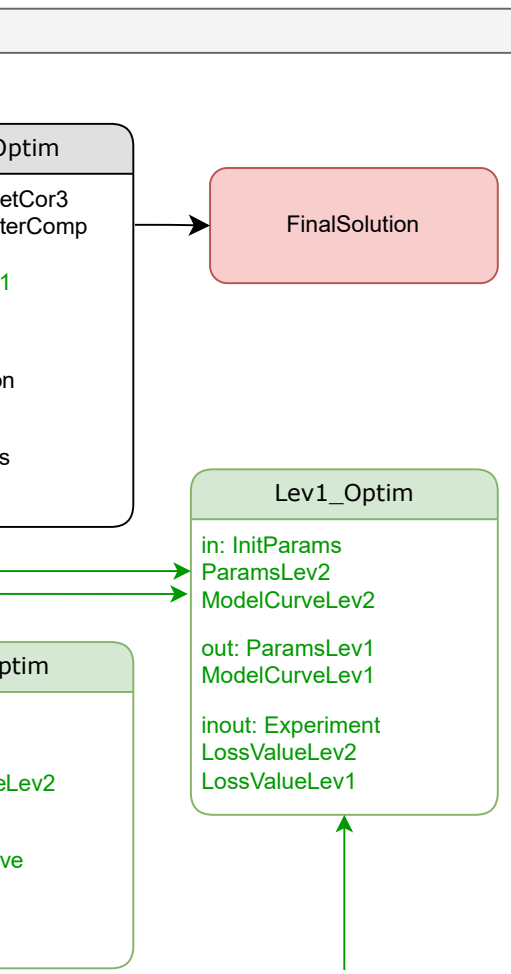 Optim
etCor3
terComp
1
on
s
FinalSolution
Lev1_Optim
in: InitParams
ParamsLev2
ModelCurveLev2
out: ParamsLev1
ModelCurveLev1
inout: Experiment
LossValueLev2
LossValueLev1
ptim
eLev2
ve